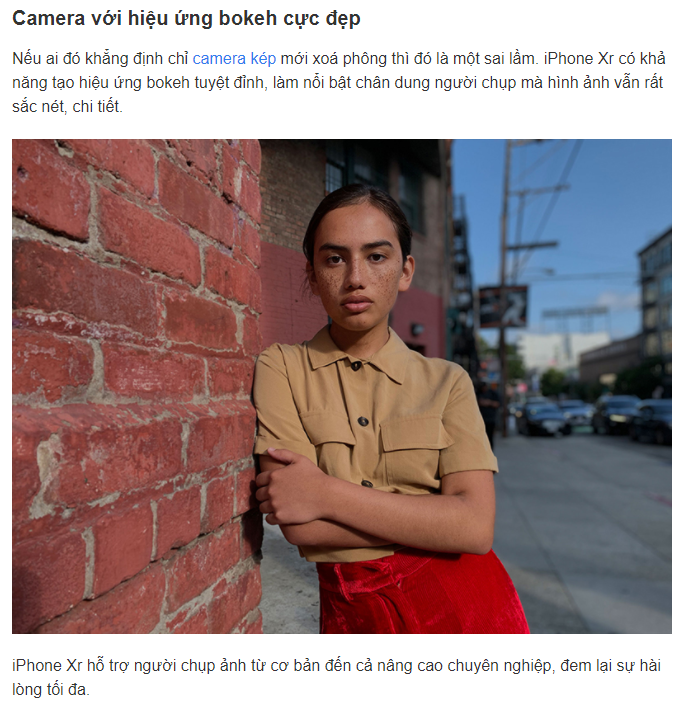 Camera với hiệu ứng bokeh cực đẹp
Nếu ai đó khẳng định chỉ camera kép mới xoá phông thì đó là một sai lầm. iPhone Xr có khả
năng tạo hiệu ứng bokeh tuyệt đỉnh, làm nổi bật chân dung người chụp mà hình ảnh vẫn rất
sắc nét, chi tiết.
iPhone Xr hỗ trợ người chụp ảnh từ cơ bản đến cả nâng cao chuyên nghiệp, đem lại sự hài
lòng tối đa.